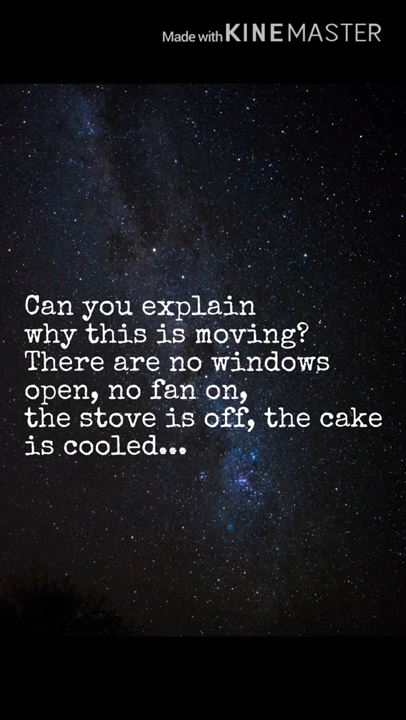 Made with KINEMASTER
Can you explain
why this is moving?
There are no windows
open, no fan on,
the stove is off, the cake
is cooled...